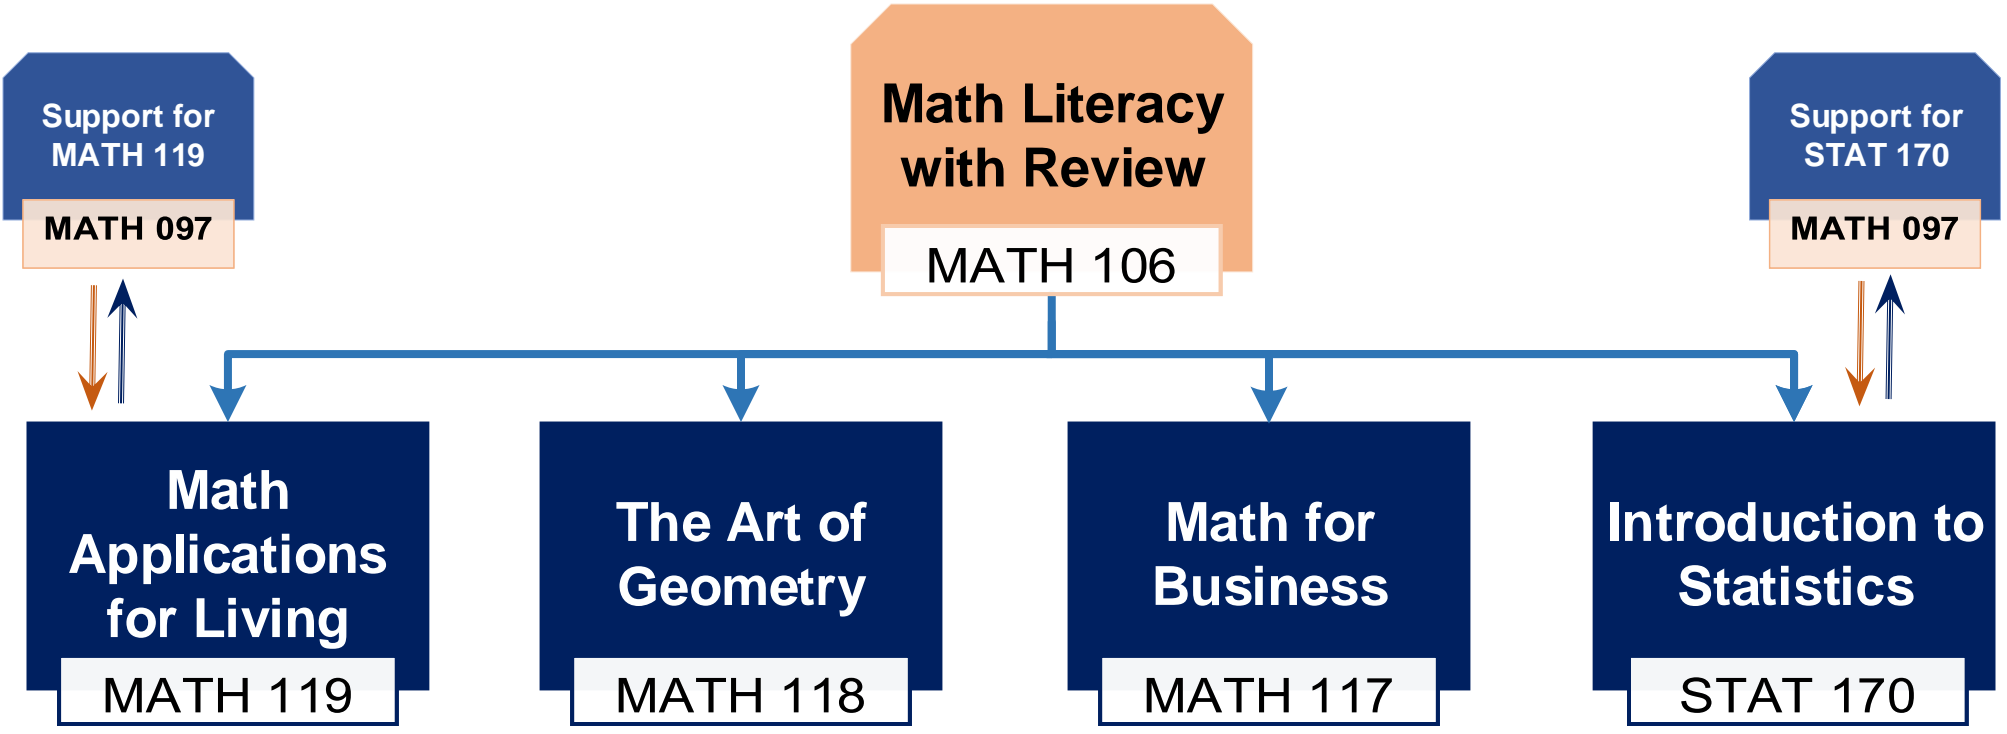 Support for
MATH 119
MATH 097
Math Literacy
with Review
MATH 106
Support for
STAT 170
MATH 097
Math
Applications
for Living
MATH 119
The Art of
Geometry
MATH 118
Math for
Business
MATH 117
Introduction to
Statistics
STAT 170